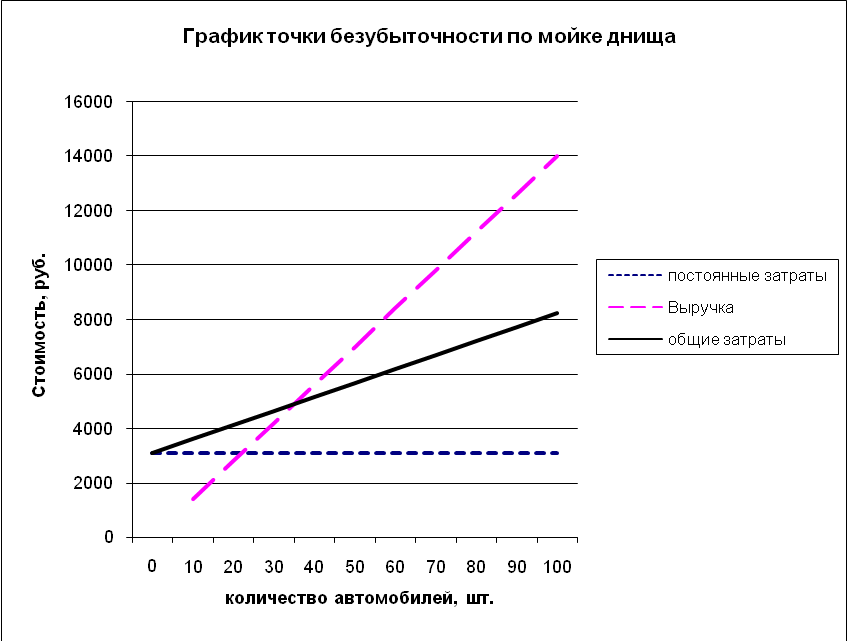 График точки безубыточности по мойке днища
16000
14000
12000
10000
8000
6000
4000
2000
0
Стоимость, руб.
0 10 20 30 40 50 60 70 80 90 100
количество автомобилей, шт.
постоянные затраты
Выручка
общие затраты